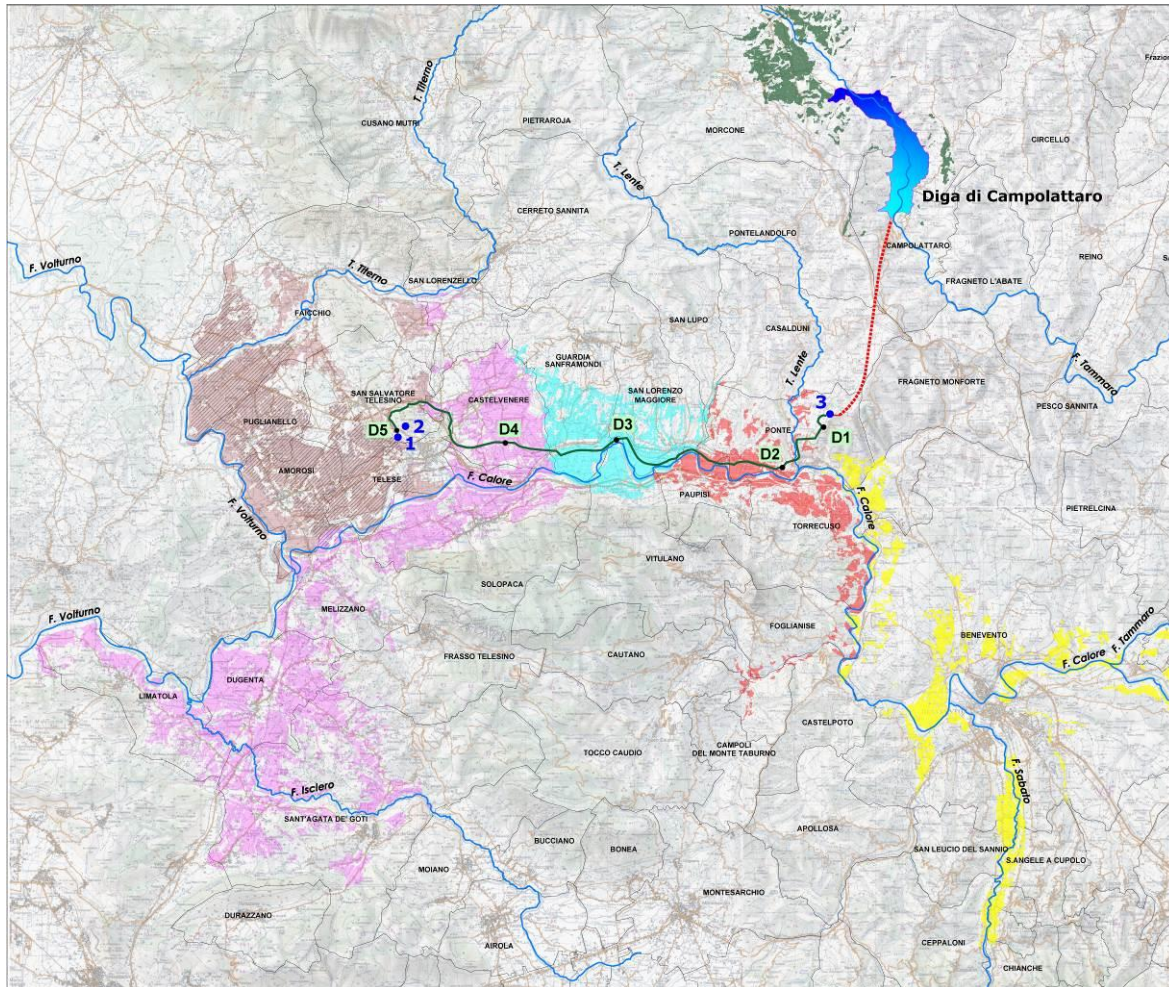 Frazion
T. Titerno
CUSANO MUTRI
PIETRAROJA
MORCONE
CIRCELLO
T. Lente
Diga di Campolattaro
CERRETO SANNITA
PONTELANDOLFO
CAMPOLATTARO
REINO
F. Volturno
T. Titerno
SAN LORENZELLO
FRAGNETO L'ABATE
FAICCHIO
SAN LUPO
CASALDUNI
GUARDIA
SANFRAMONDI
T. Lente
F. Tammaro
SAN SALVATORE
TELESINO
CASTELVENERE
SAN LORENZO
MAGGIORE
FRAGNETO MONFORTE
PESCO SANNITA
PUGLIANELLO
3
D5
2
1
D4
D3
PONTE
D1
D2
AMOROSI
TELESE
F. Calore
PAUPISI
F. Calore
PIETRELCINA
F. Volturno
TORRECUSO
VITULANO
SOLOPACA
MELIZZANO
FOGLIANISE
BENEVENTO
F. Volturno
FRASSO TELESINO
CAUTANO
F. Calore
F. Tammaro
LIMATOLA
DUGENTA
CASTELPOTO
TOCCO CAUDIO
CAMPOLI
DEL MONTE TABURNO
F. Isclero
F. Sabato
SANT'AGATA DE' GOTI
APOLLOSA
BUCCIANO
BONEA
SAN LEUCIO DEL SANNIO
S.ANGELE A CUPOLO
MOIANO
MONTESARCHIO
DURAZZANO
AIROLA
CEPPALONI
CHIANCHE